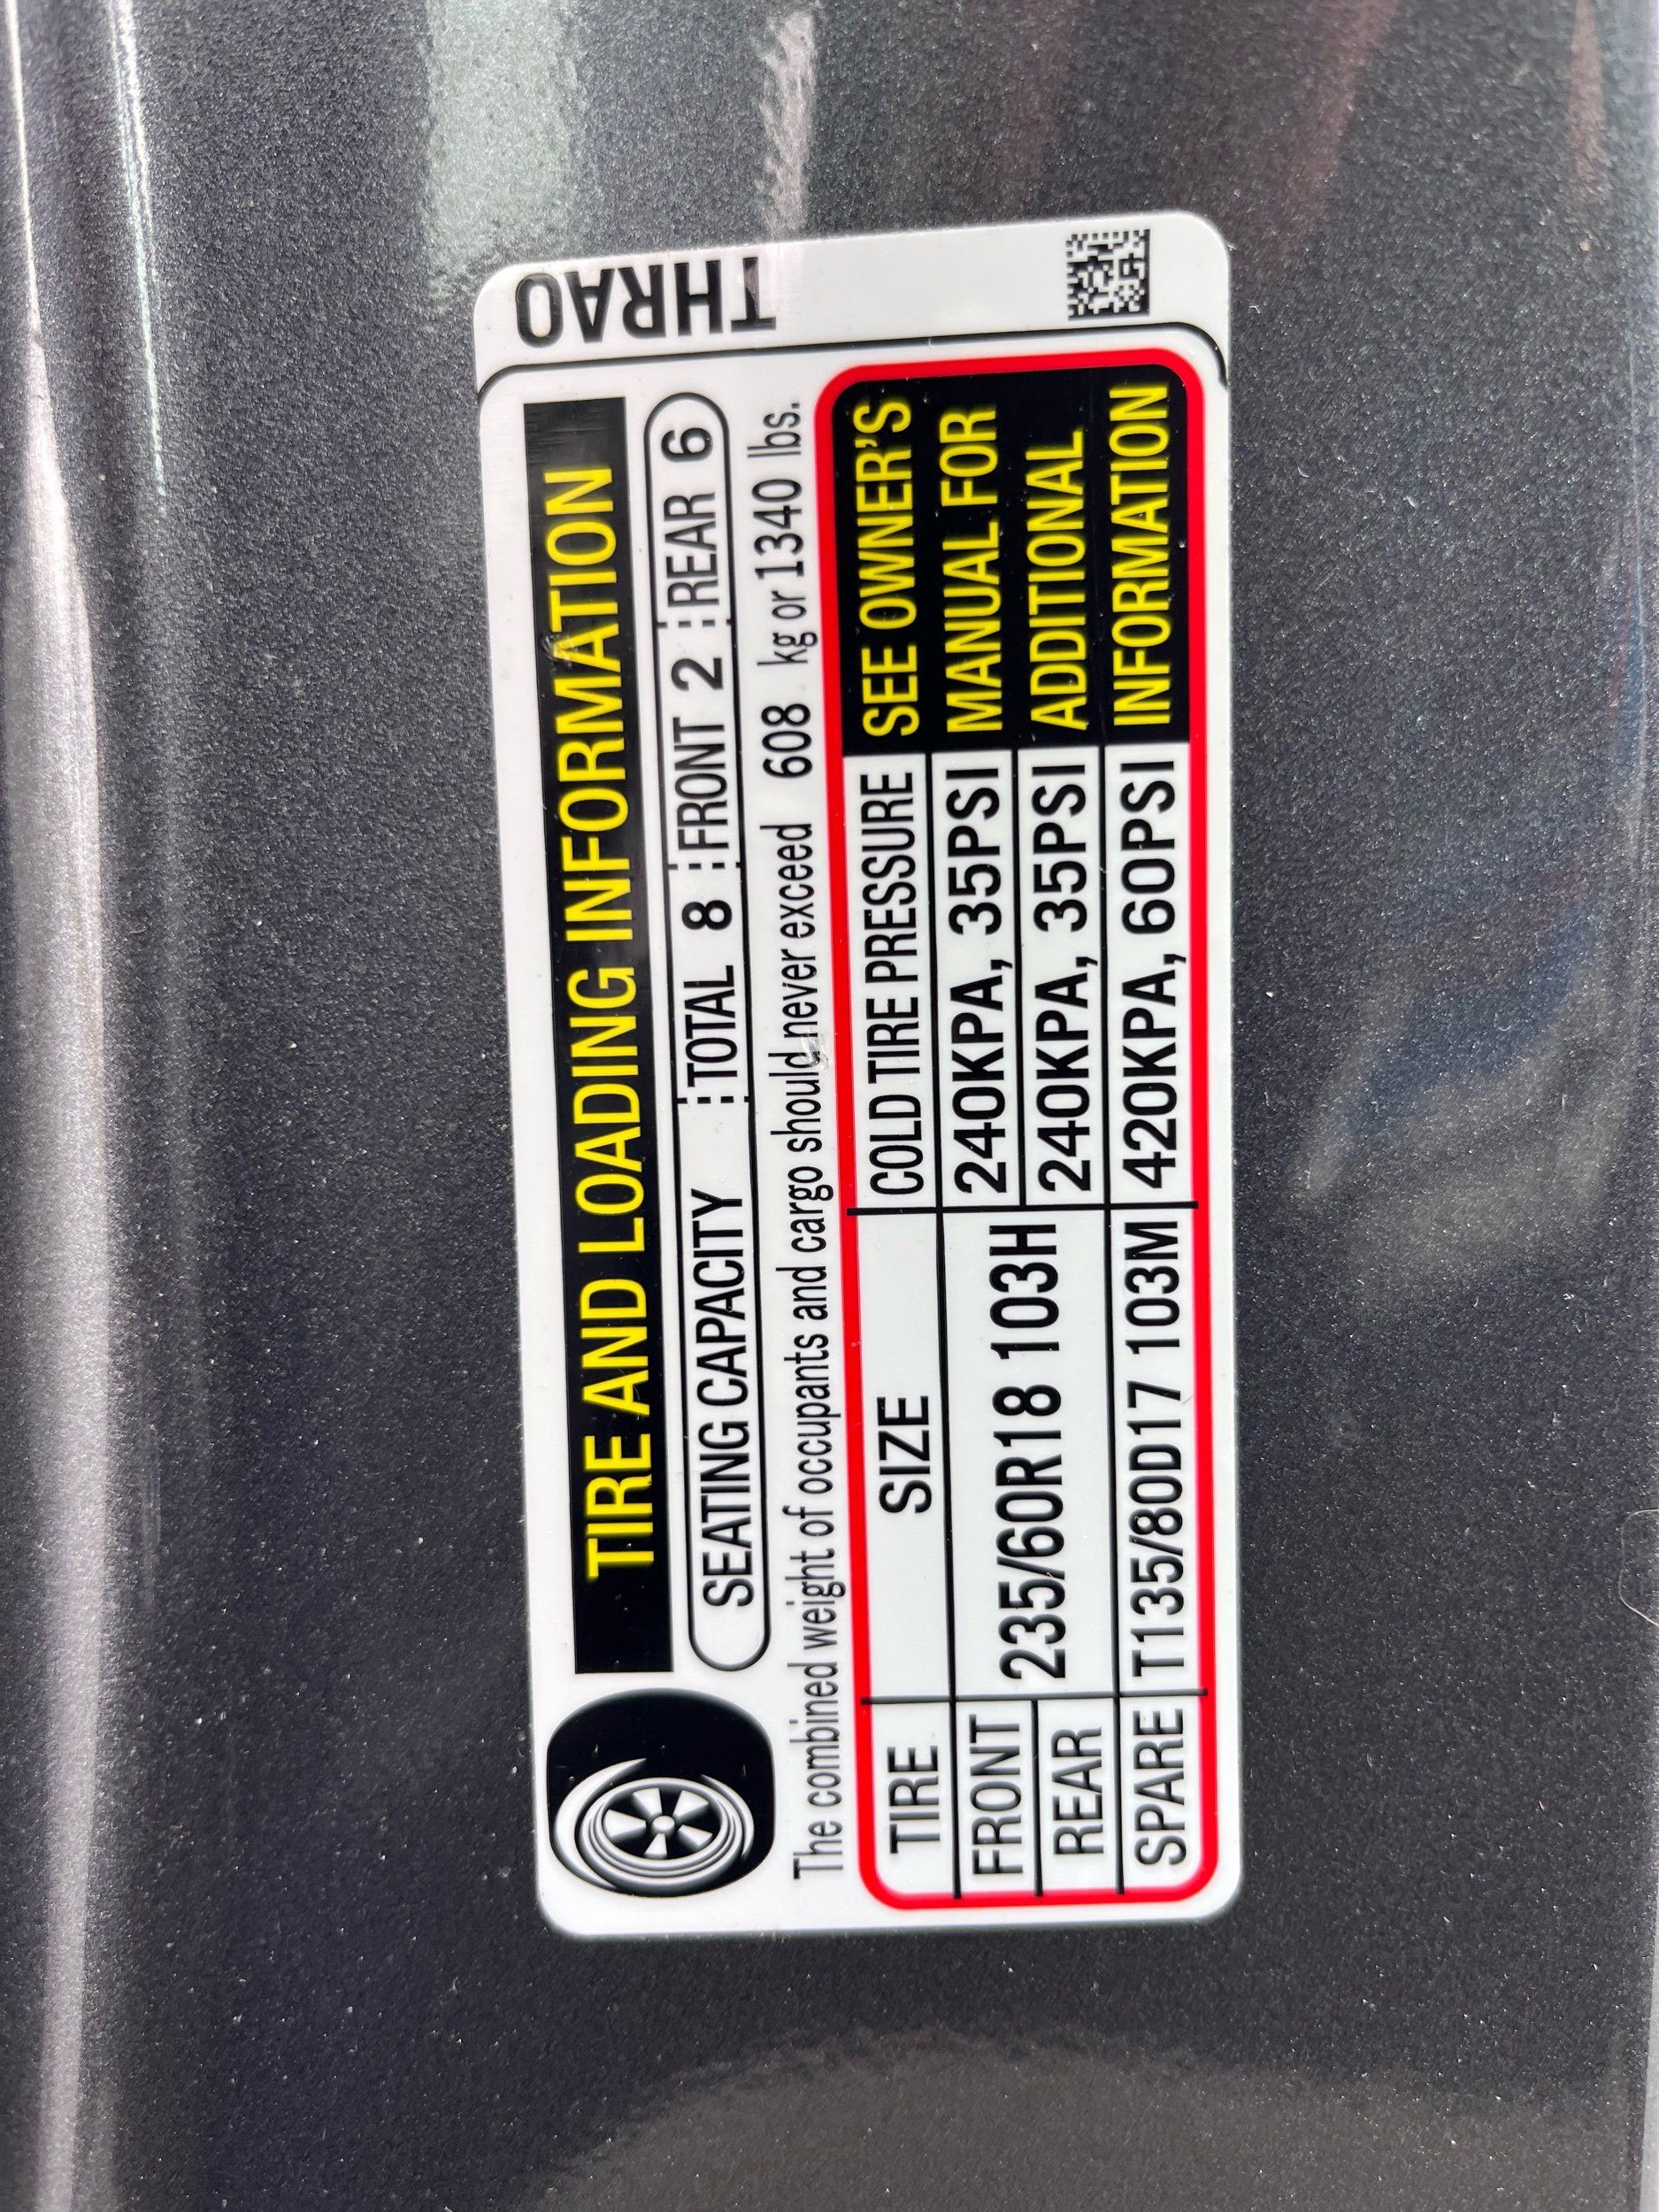 TIRE AND LOADING INFORMATION
SEATING CAPACITY TOTAL 8 FRONT 2 REAR 6
The combined weight of occupants and cargo should never exceed 608 kg or 1340 lbs.
TIRE SIZE COLD TIRE PRESSURE
FRONT 235/60R18 103H 240KPA, 35PSI
REAR 240KPA, 35PSI
SPARE T135/80D17 103M 420KPA, 60PSI
SEE OWNER'S
MANUAL FOR
ADDITIONAL
INFORMATION
THRA0